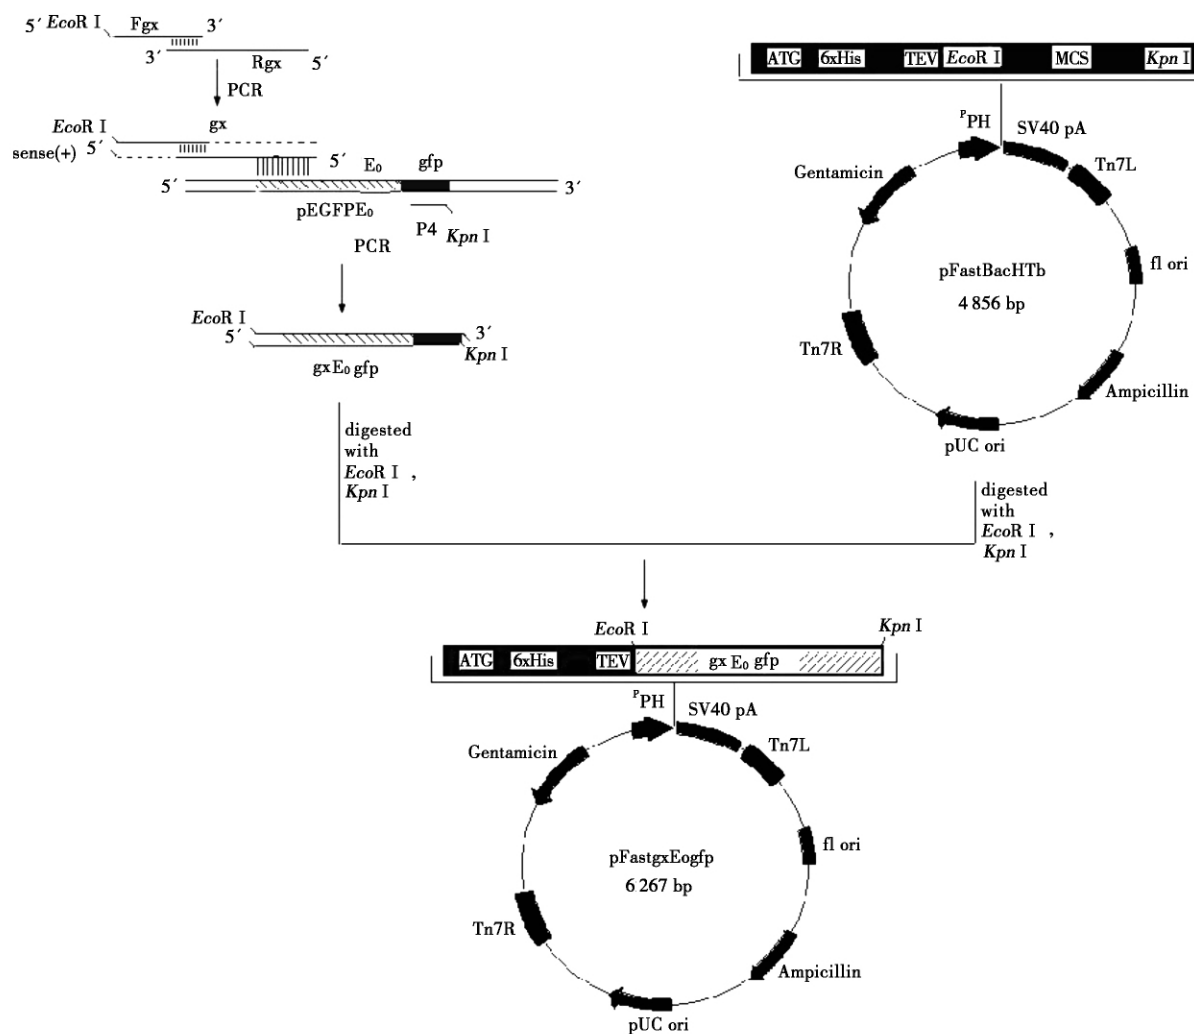 5′ EcoR I Fgx 3′
3′ Rgx 5′
PCR
EcoR I gx
sense(+) 5′
5′ E₀ gfp
5′ 3′
pEGFPE₀
P4 Kpn I
PCR
EcoR I
5′ 3′
Kpn I
gxE₀ gfp
digested
with
EcoR I ,
Kpn I
ATG 6xHis TEV EcoR I MCS Kpn I
PPH SV40 pA
Tn7L
Gentamicin
fl ori
pFastBacHTb
4 856 bp
Tn7R
Ampicillin
pUC ori
digested
with
EcoR I ,
Kpn I
EcoR I Kpn I
ATG 6xHis TEV gx E₀ gfp
PPH SV40 pA
Tn7L
Gentamicin
fl ori
pFastgxEogfp
6 267 bp
Tn7R
Ampicillin
pUC ori